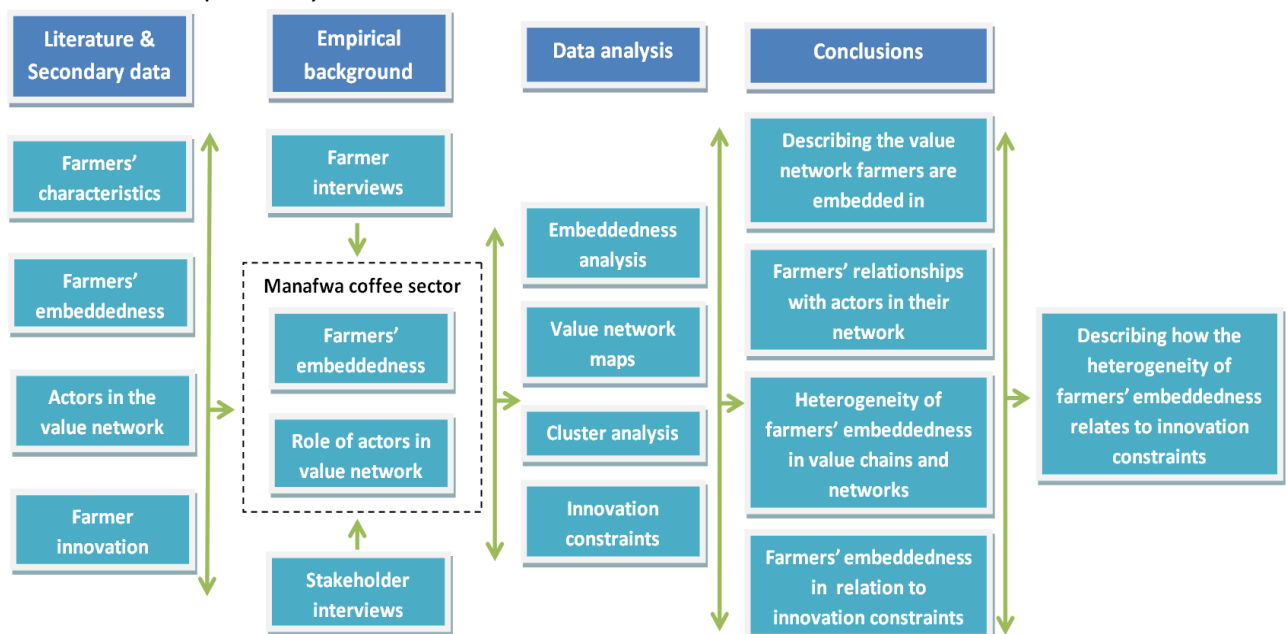 Literature &
Secondary data
Empirical
background
Data analysis
Conclusions
Farmers'
characteristics
Farmers'
embeddedness
Actors in the
value network
Farmer
innovation
Farmer
interviews
Manafwa coffee sector
Farmers'
embeddedness
Role of actors in
value network
Stakeholder
interviews
Embeddedness
analysis
Value network
maps
Cluster analysis
Innovation
constraints
Describing the value
network farmers are
embedded in
Farmers' relationships
with actors in their
network
Heterogeneity of
farmers' embeddedness
in value chains and
networks
Farmers' embeddedness
in relation to
innovation constraints
Describing how the
heterogeneity of
farmers' embeddedness
relates to innovation
constraints